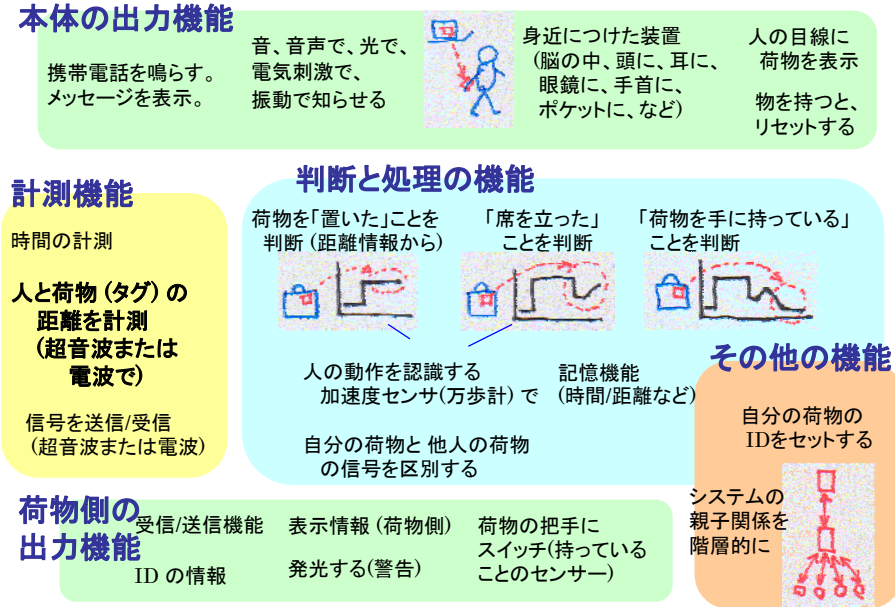 本体の出力機能
携帯電話を鳴らす。
メッセージを表示。
音、音声で、光で、
電気刺激で、
振動で知らせる
身近につけた装置
(脳の中、頭に、耳に、
眼鏡に、手首に、
ポケットに、など)
人の目線に
荷物を表示
物を持つと、
リセットする
計測機能
時間の計測
人と荷物 (タグ) の
距離を計測
(超音波または
電波で)
信号を送信/受信
(超音波または電波)
判断と処理の機能
荷物を「置いた」ことを
判断 (距離情報から)
「席を立った」
ことを判断
「荷物を手に持っている」
ことを判断
人の動作を認識する
加速度センサ(万歩計) で
記憶機能
(時間/距離など)
自分の荷物と 他人の荷物
の信号を区別する
その他の機能
自分の荷物の
IDをセットする
システムの
親子関係を
階層的に
荷物側の
出力機能
受信/送信機能
ID の情報
表示情報 (荷物側)
発光する(警告)
荷物の把手に
スイッチ(持っている
ことのセンサー)